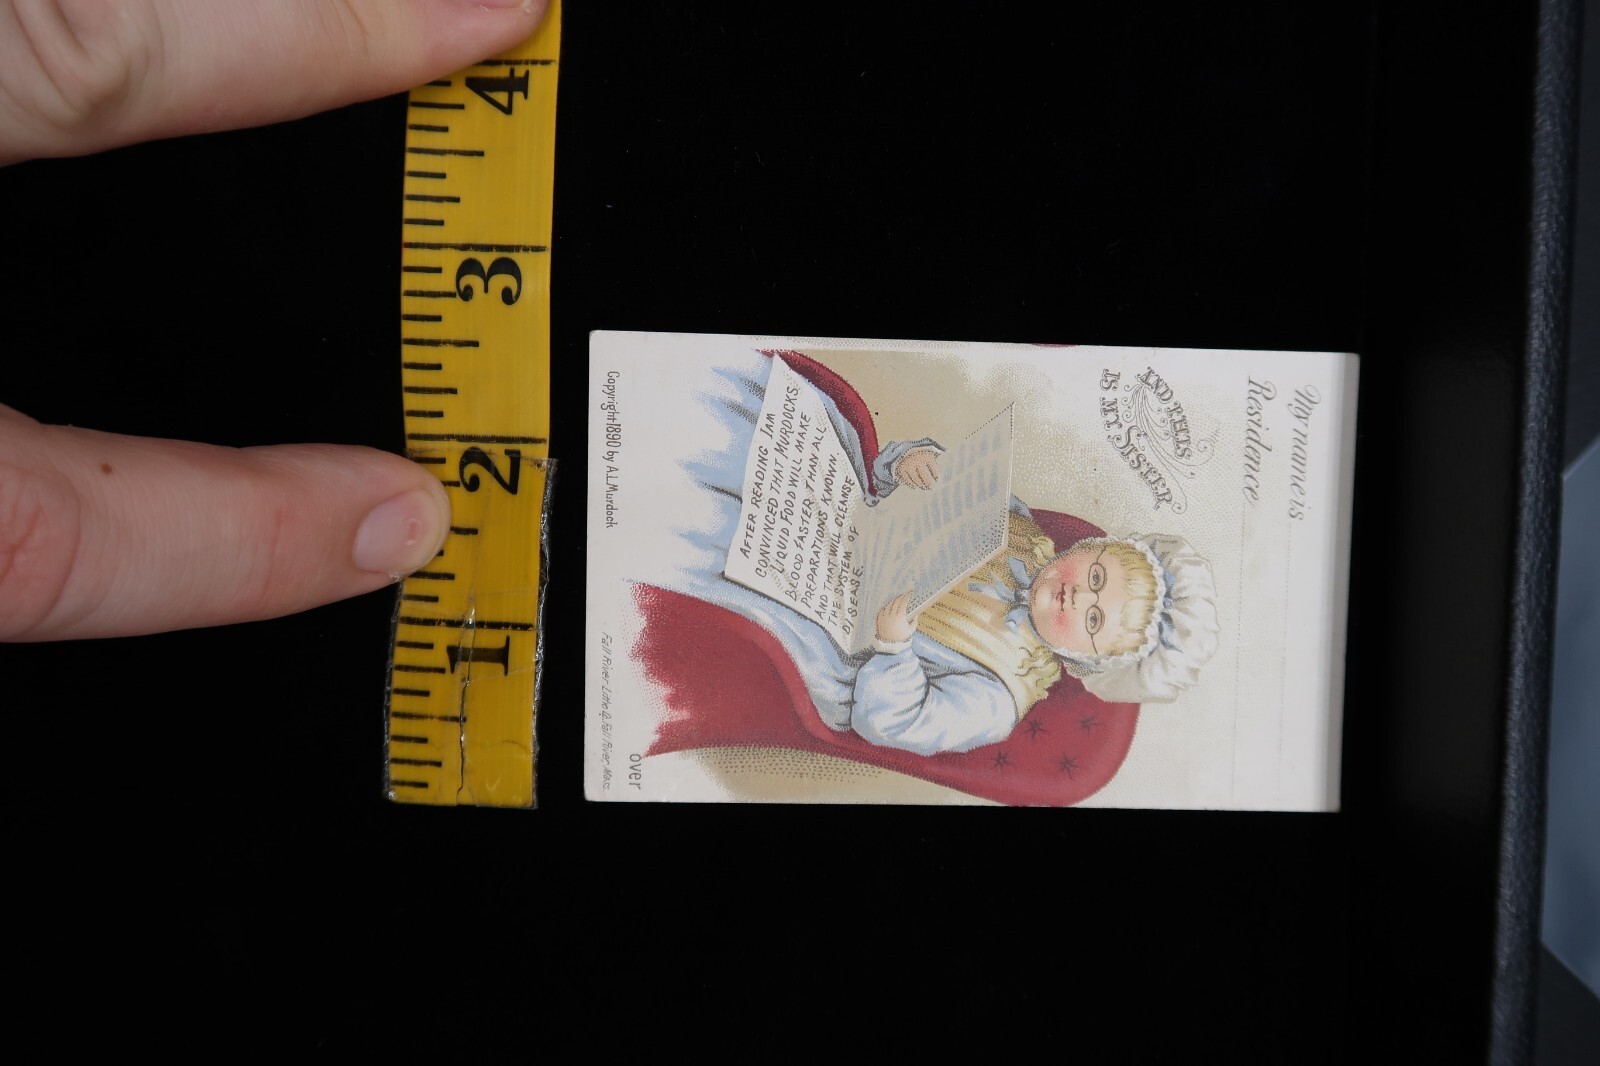 My name is
Residence
AND THIS
IS MY SISTER.
AFTER READING I AM
CONVINCED THAT MURDOCKS
LIQUID FOOD WILL MAKE
BLOOD FASTER THAN ALL
PREPARATIONS KNOWN.
AND THAT WILL CLEANSE
THE SYSTEM OF
DISEASE.
over
Copyright 1890 by A.L. Murdock
Fall River Litho Co. Fall River, Mass.
4
3
2
1